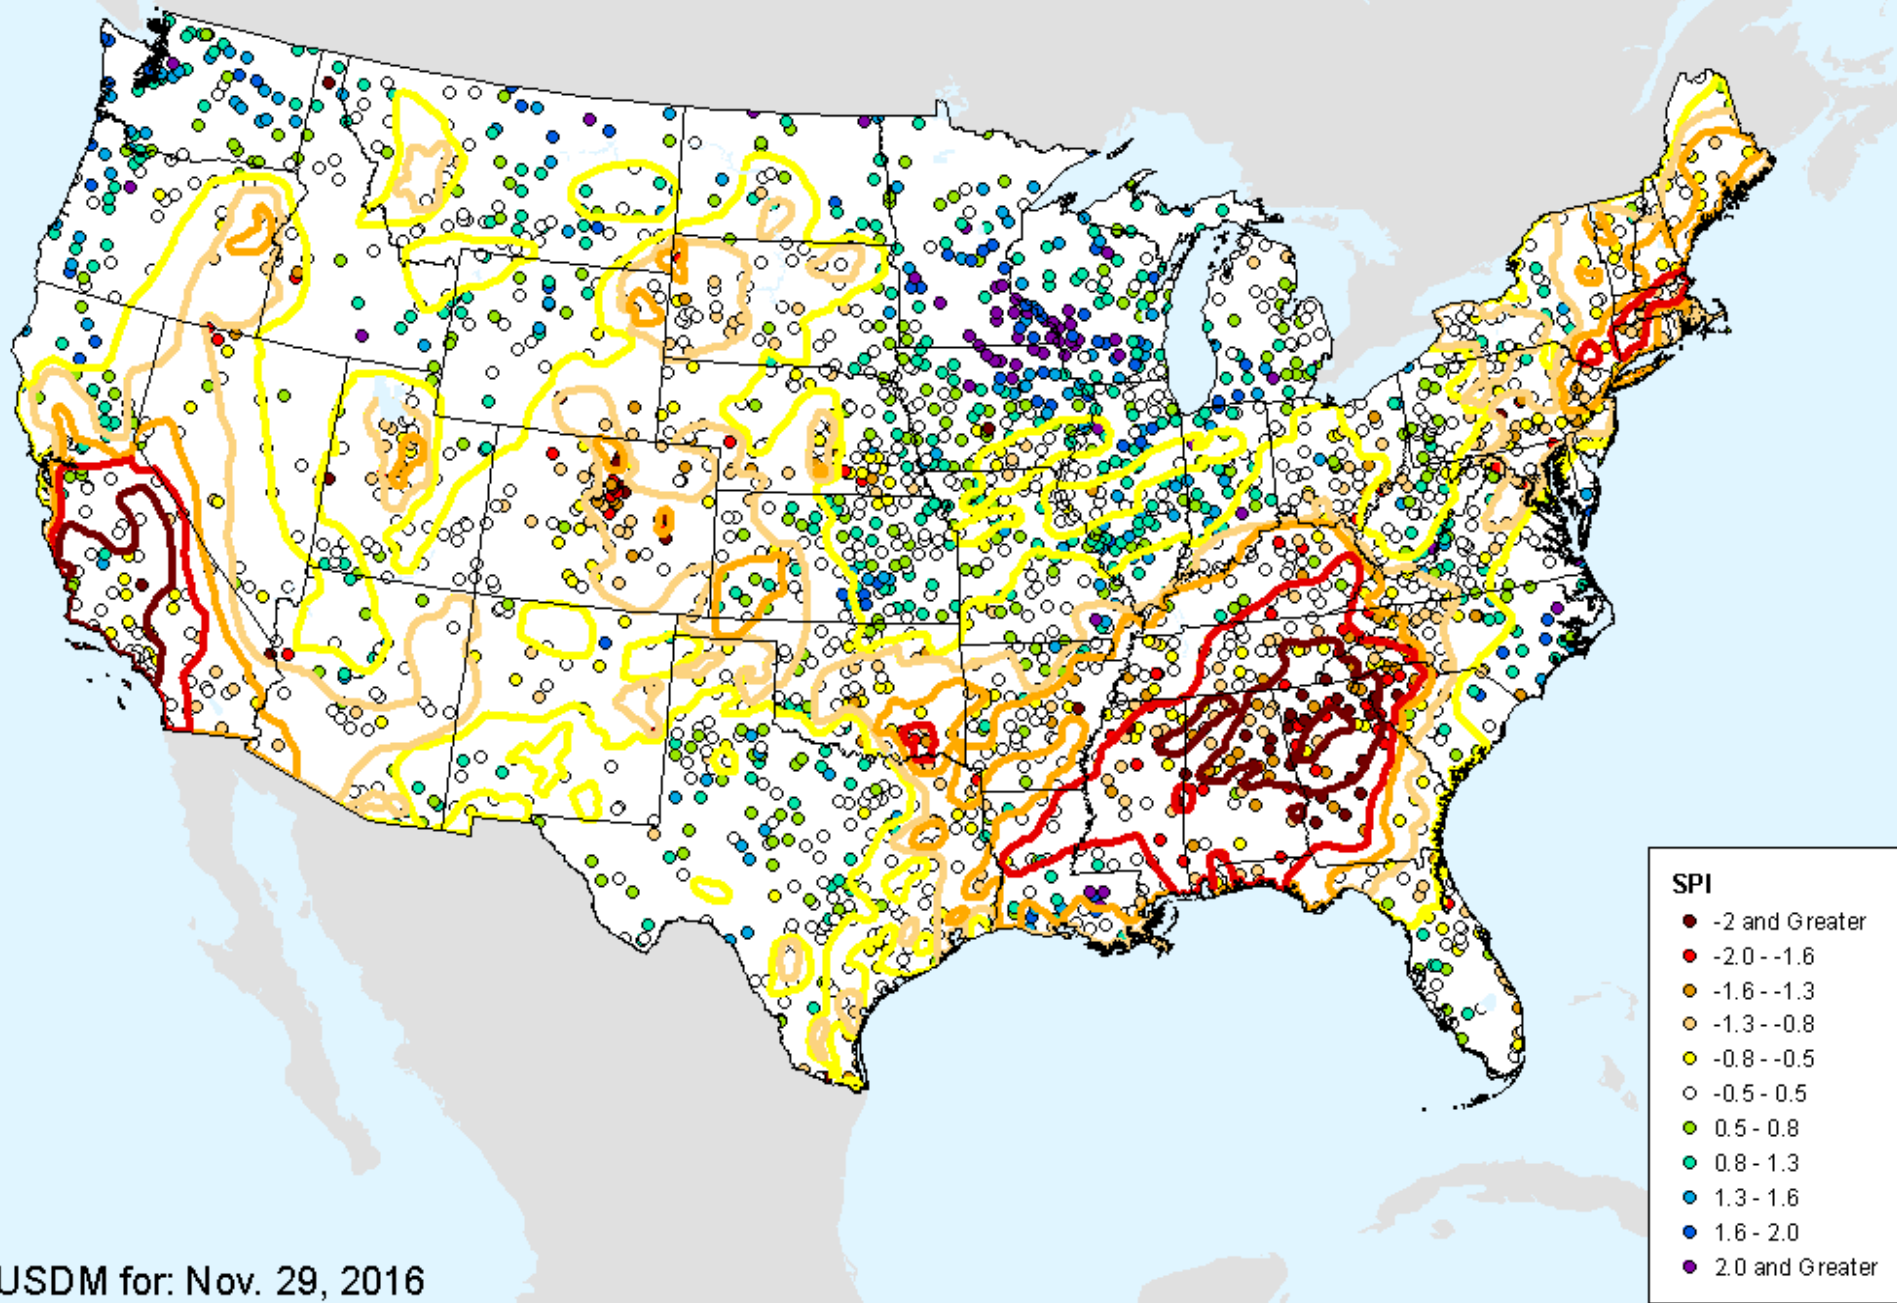 SPI
-2 and Greater
-2.0 - -1.6
-1.6 - -1.3
-1.3 - -0.8
-0.8 - -0.5
-0.5 - 0.5
0.5 - 0.8
0.8 - 1.3
1.3 - 1.6
1.6 - 2.0
2.0 and Greater
USDM for: Nov. 29, 2016